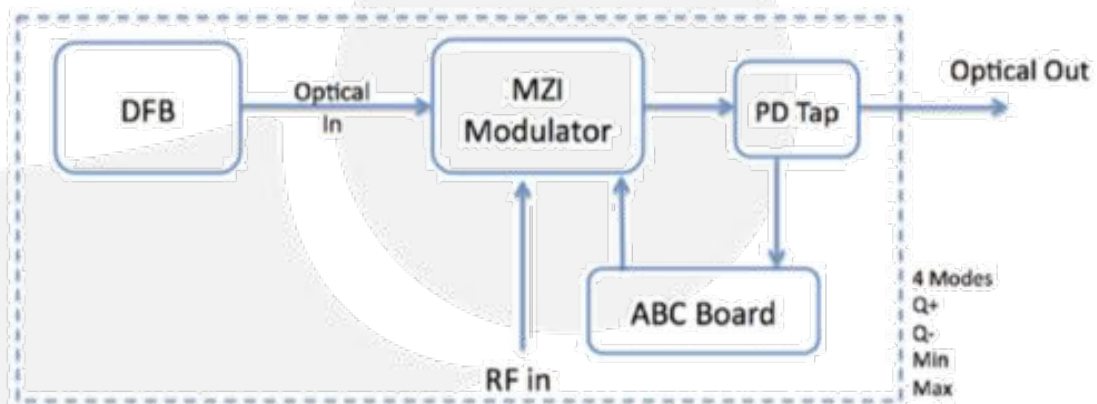 DFB
Optical
In
MZI
Modulator
PD Tap
Optical Out
ABC Board
RF in
4 Modes
Q+
Q-
Min
Max